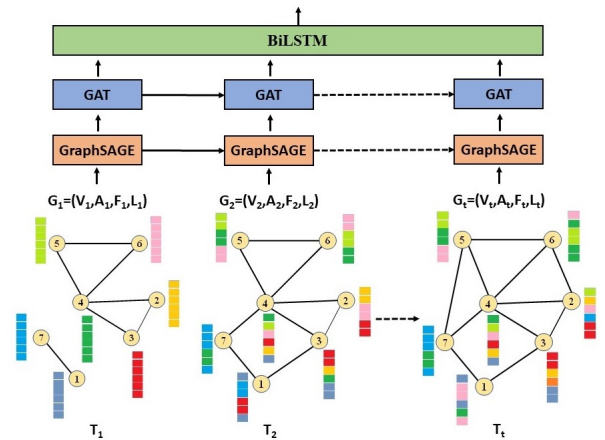 BiLSTM
GAT GAT GAT
GraphSAGE GraphSAGE GraphSAGE
G₁=(V₁,A₁,F₁,L₁) G₂=(V₂,A₂,F₂,L₂) Gₜ=(Vₜ,Aₜ,Fₜ,Lₜ)
5 6 5 6 5 6
4 2 4 2 4 2
7 3 7 3 7 3
1 1 1
T₁ T₂ Tₜ